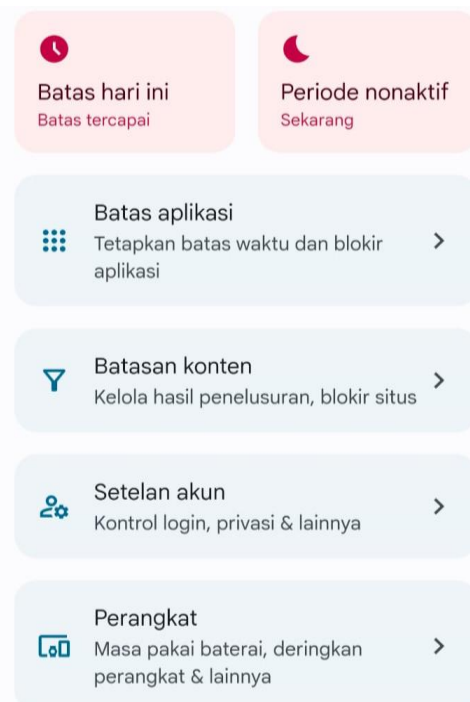 Batas hari ini
Batas tercapai
Periode nonaktif
Sekarang
Batas aplikasi
Tetapkan batas waktu dan blokir
aplikasi
Batasan konten
Kelola hasil penelusuran, blokir situs
Setelan akun
Kontrol login, privasi & lainnya
Perangkat
Masa pakai baterai, deringkan
perangkat & lainnya